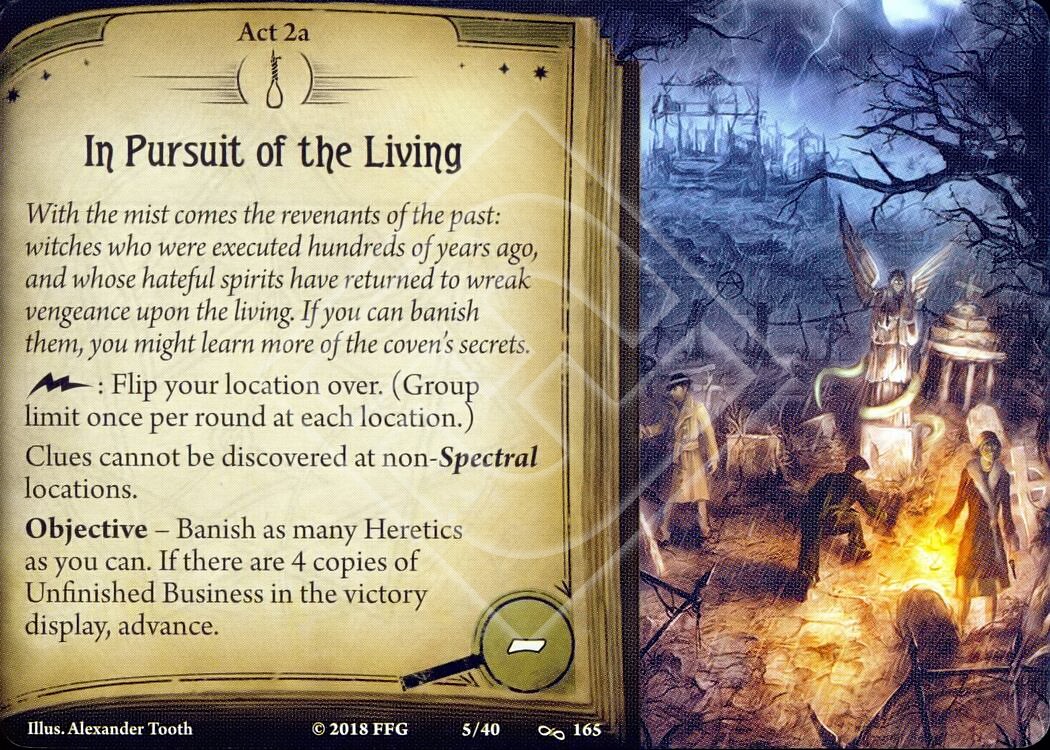 Act 2a
In Pursuit of the Living
With the mist comes the revenants of the past:
witches who were executed hundreds of years ago,
and whose hateful spirits have returned to wreak
vengeance upon the living. If you can banish
them, you might learn more of the coven's secrets.
: Flip your location over. (Group
limit once per round at each location.)
Clues cannot be discovered at non-Spectral
locations.
Objective – Banish as many Heretics
as you can. If there are 4 copies of
Unfinished Business in the victory
display, advance.
-
Illus. Alexander Tooth © 2018 FFG 5/40 165